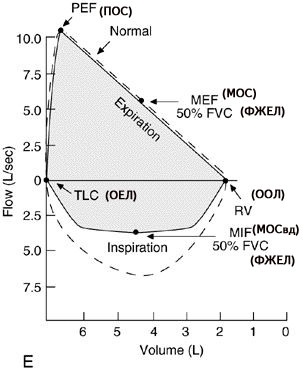 PEF (ПОС)
Normal
10.0
7.5
5.0
2.5
0
2.5
5.0
7.5
Flow (L/sec)
Expiration
MEF (МОС)
50% FVC (ФЖЕЛ)
TLC (ОЕЛ)
(ООЛ)
RV
Inspiration
MIF (МОСвд)
50% FVC
(ФЖЕЛ)
6 5 4 3 2 1 0
Volume (L)
E